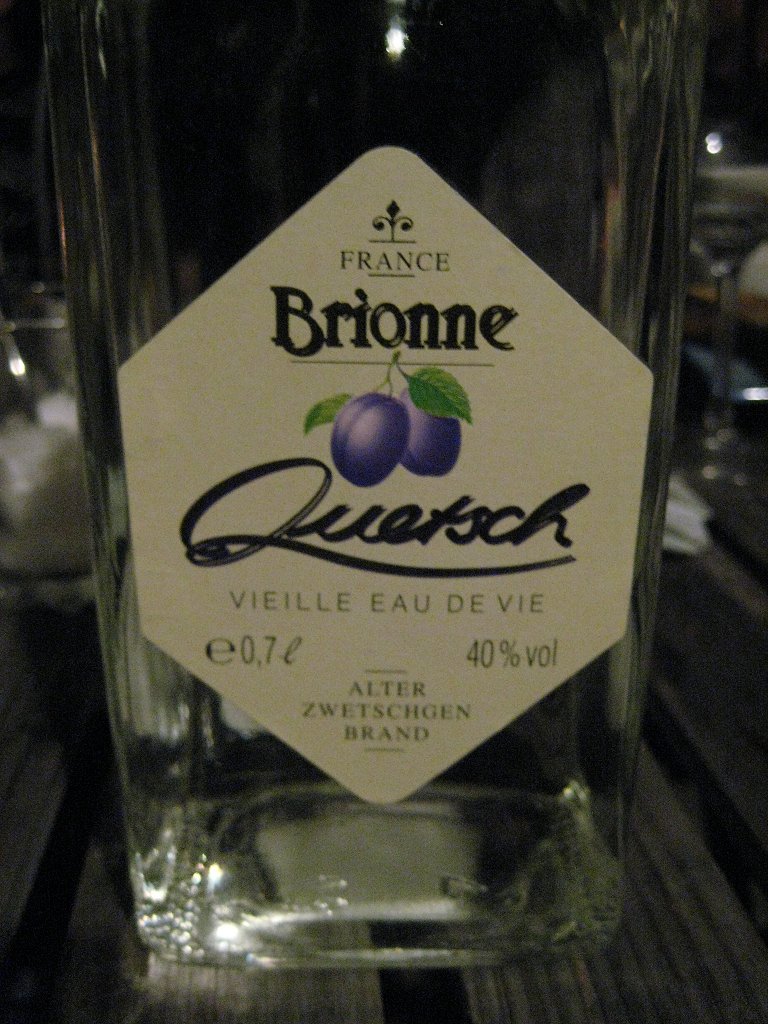 FRANCE
Brionne
Quetsch
VIEILLE EAU DE VIE
e 0,7 ℓ 40 % vol
ALTER
ZWETSCHGEN
BRAND